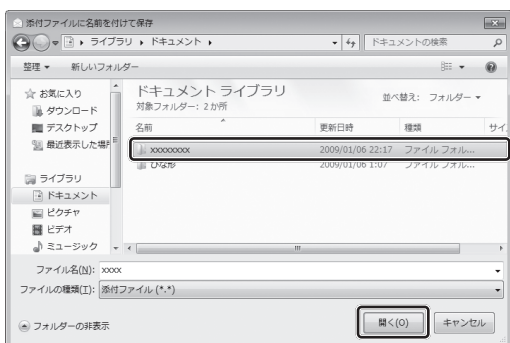 添付ファイルに名前を付けて保存
ライブラリ ▸ ドキュメント ▸
ドキュメントの検索
整理 ▼ 新しいフォルダー
お気に入り
ダウンロード
デスクトップ
最近表示した場所
ライブラリ
ドキュメント
ピクチャ
ビデオ
ミュージック
ドキュメント ライブラリ
対象フォルダー: 2 か所
並べ替え: フォルダー ▼
名前 更新日時 種類 サイ
xxxxxxxx 2009/01/06 22:17 ファイル フォル...
ひな形 2009/01/06 1:07 ファイル フォル...
ファイル名(N): xxxx
ファイルの種類(T): 添付ファイル (*.*)
フォルダーの非表示
開く(O) キャンセル